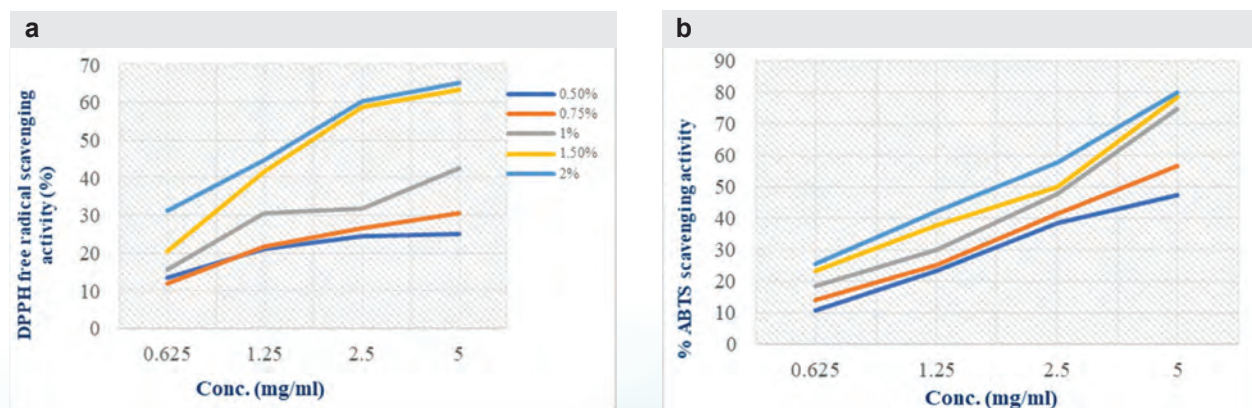 a
DPPH free radical scavenging
activity (%)
70
60
50
40
30
20
10
0
0.625 1.25 2.5 5
Conc. (mg/ml)
0.50%
0.75%
1%
1.50%
2%
b
% ABTS scavenging activity
90
80
70
60
50
40
30
20
10
0
0.625 1.25 2.5 5
Conc. (mg/ml)